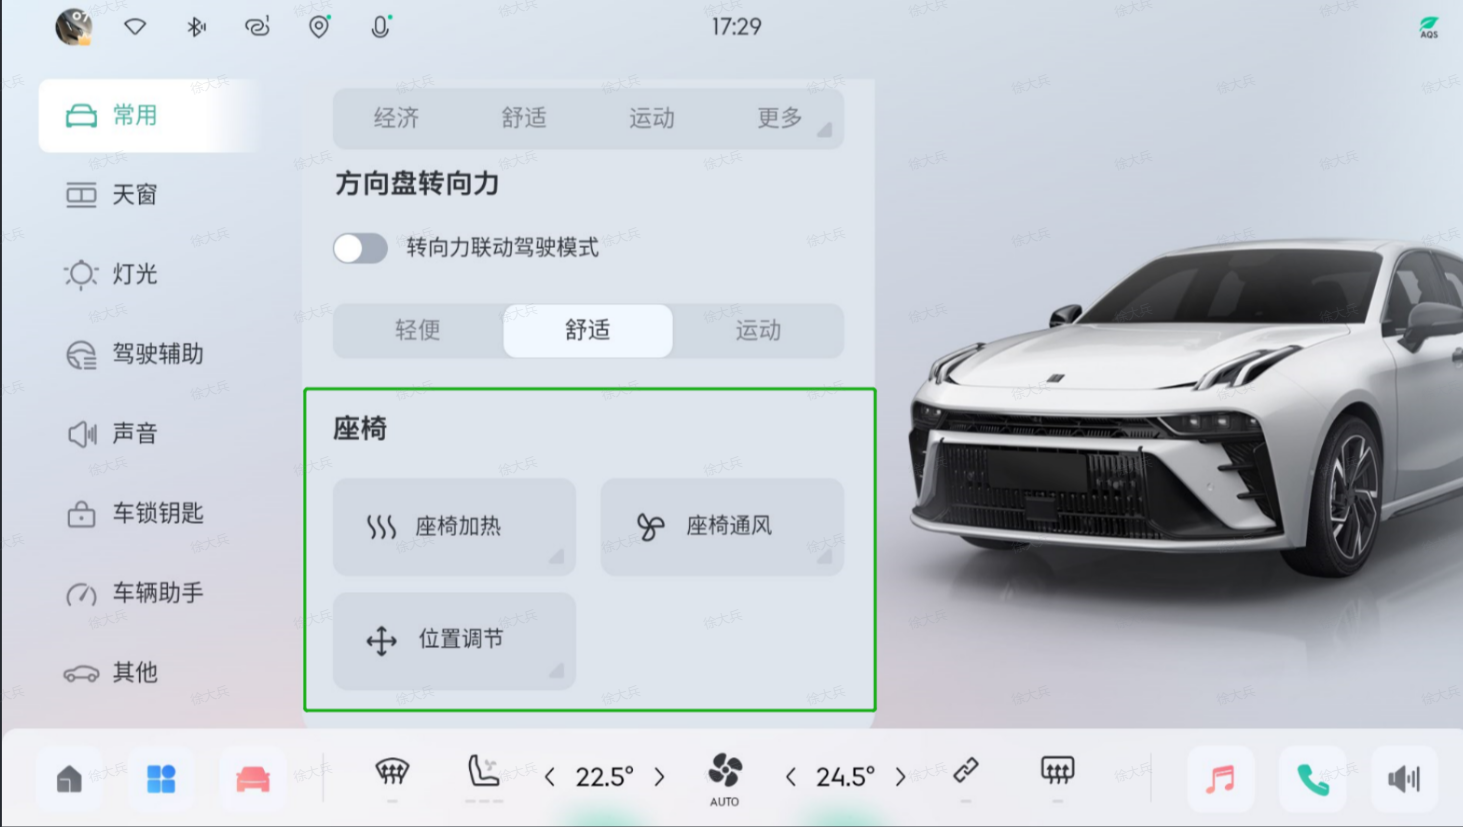 17:29
AQS
常用
天窗
灯光
驾驶辅助
声音
车锁钥匙
车辆助手
其他
经济 舒适 运动 更多
方向盘转向力
转向力联动驾驶模式
轻便 舒适 运动
座椅
座椅加热 座椅通风
位置调节
22.5° AUTO 24.5°
徐大兵